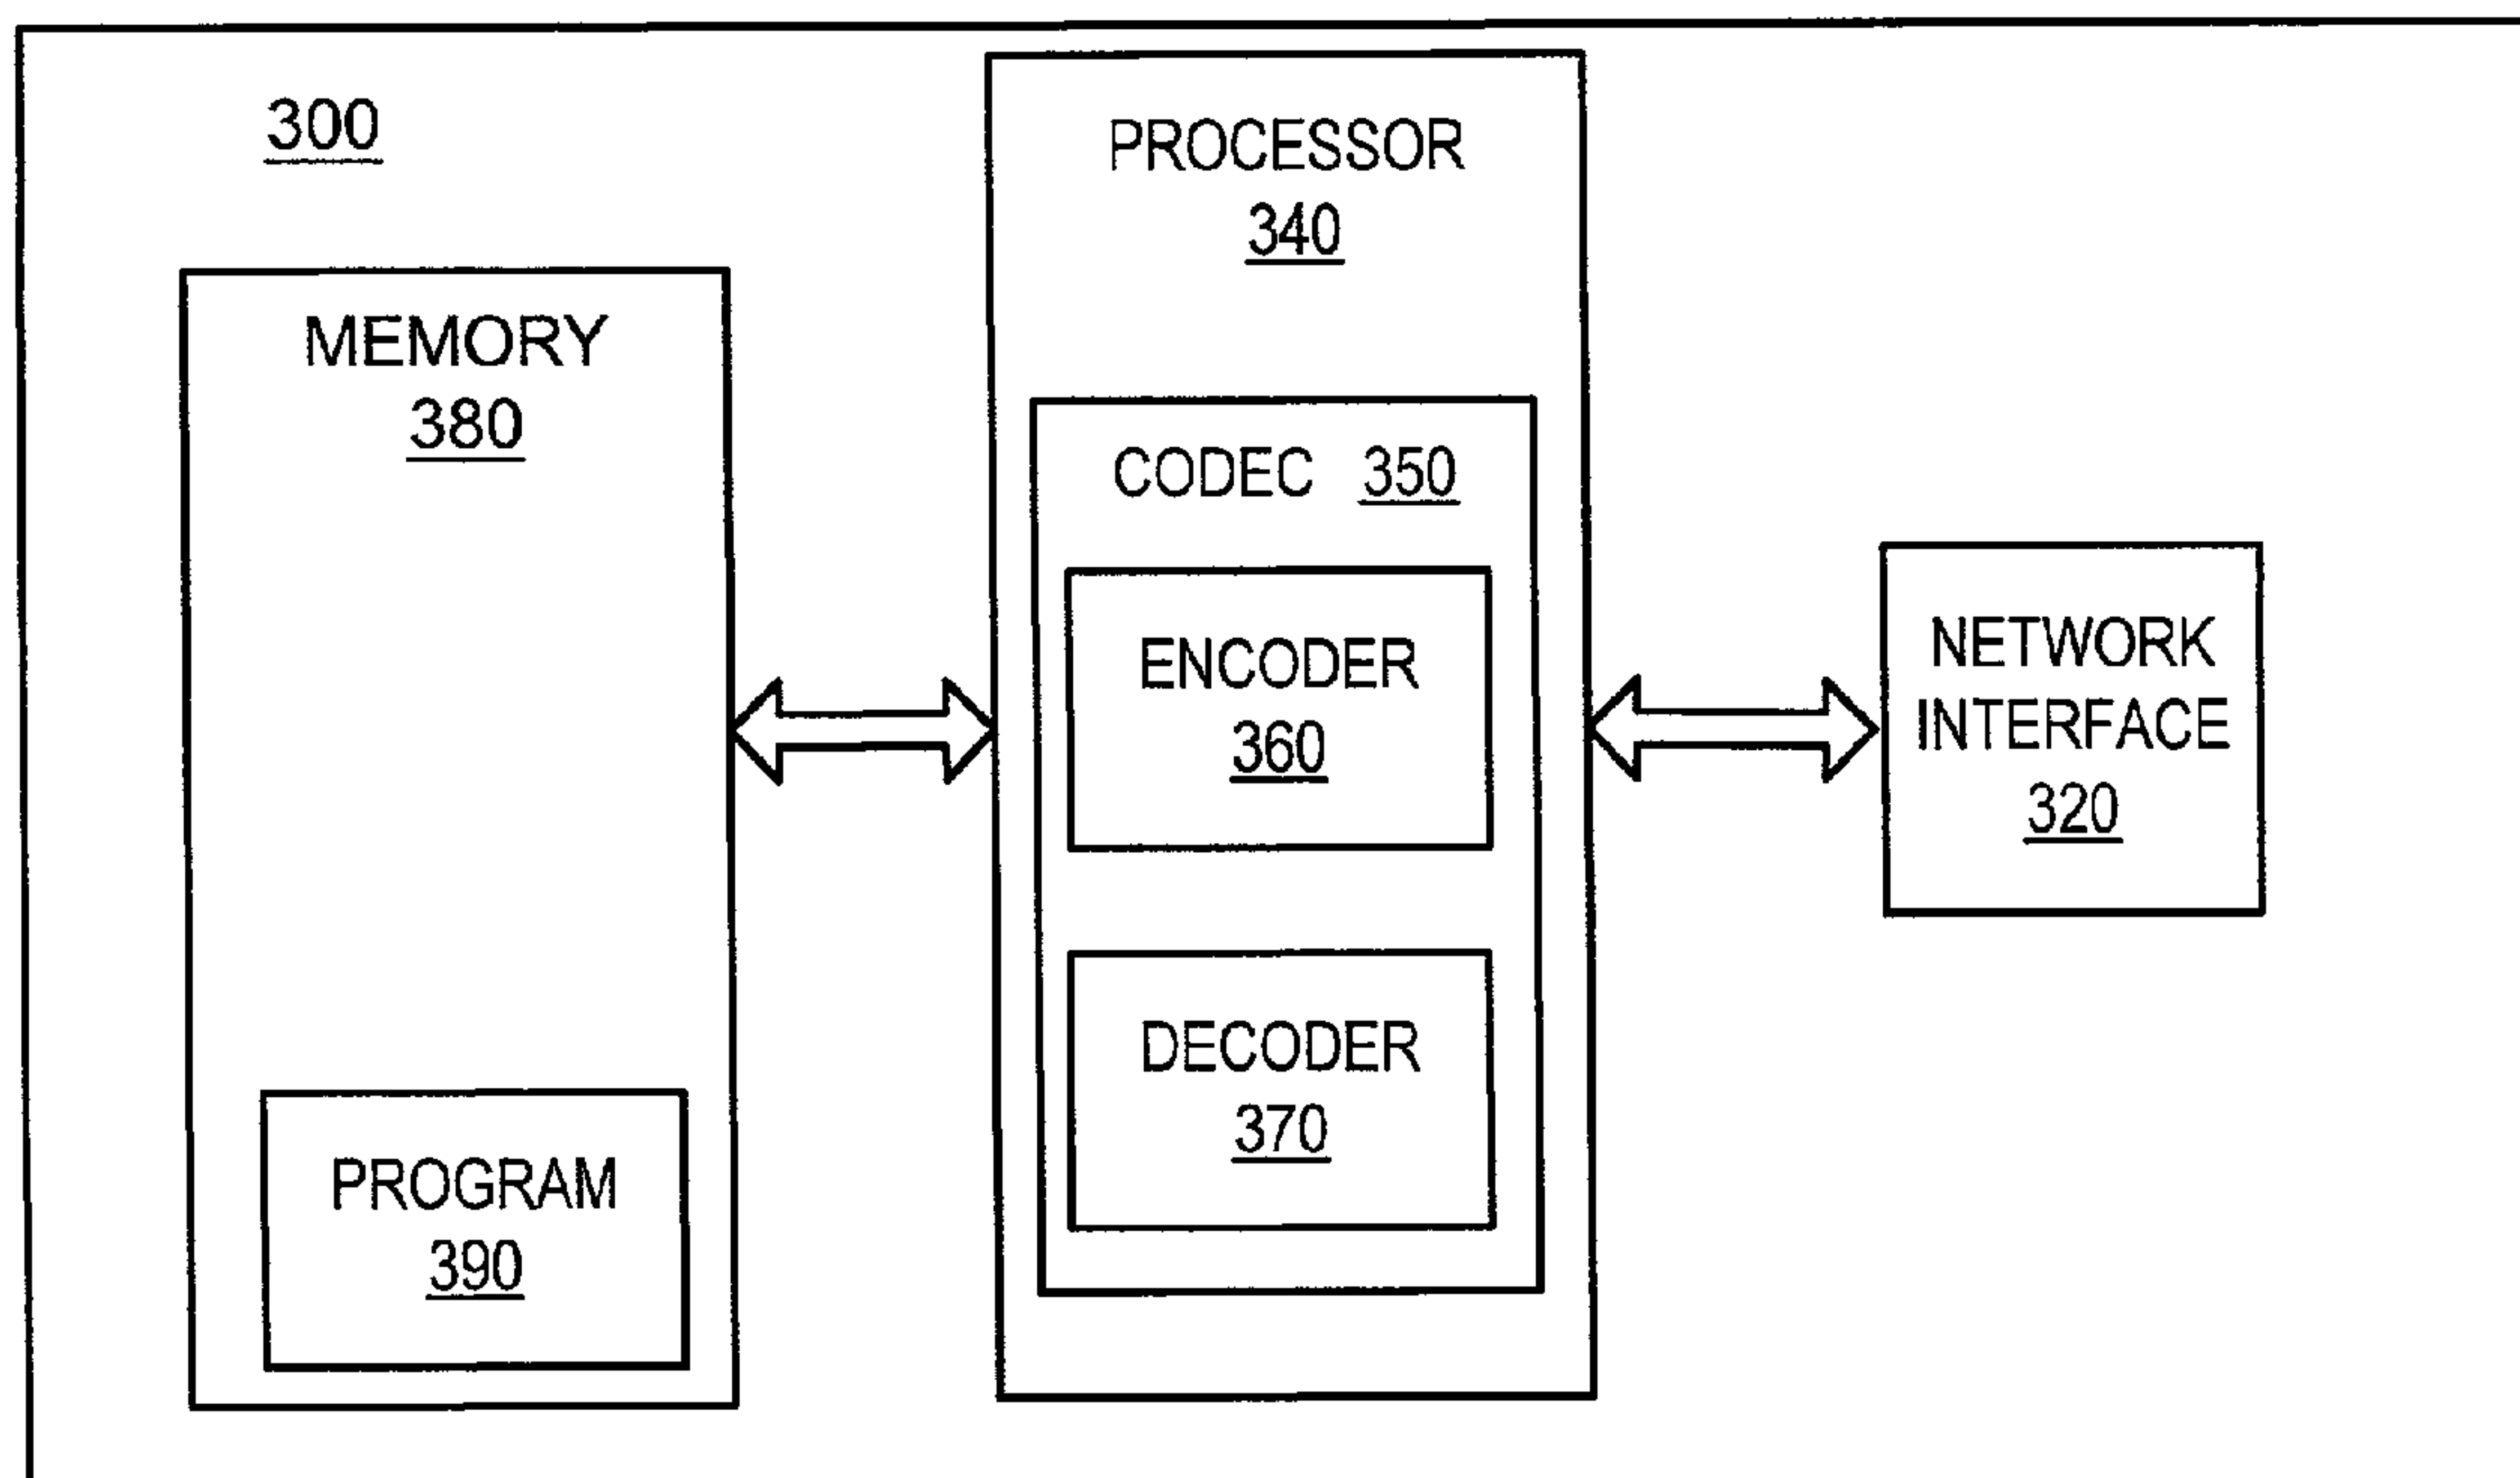 300
MEMORY
380
PROGRAM
390
PROCESSOR
340
CODEC 350
ENCODER
360
DECODER
370
NETWORK
INTERFACE
320